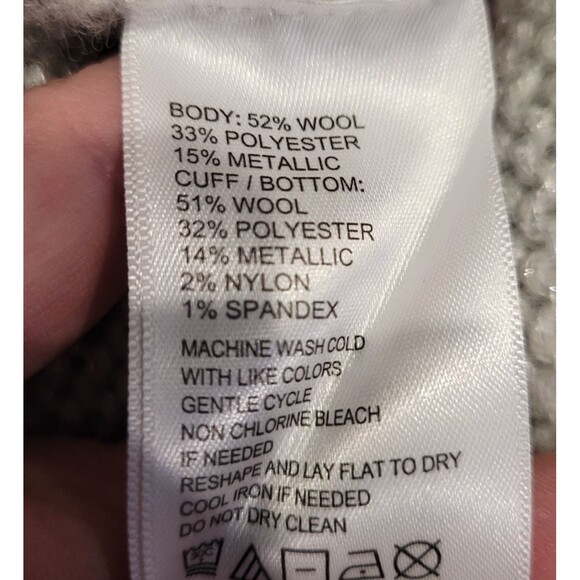 BODY: 52% WOOL
33% POLYESTER
15% METALLIC
CUFF / BOTTOM:
51% WOOL
32% POLYESTER
14% METALLIC
2% NYLON
1% SPANDEX
MACHINE WASH COLD
WITH LIKE COLORS
GENTLE CYCLE
NON CHLORINE BLEACH
IF NEEDED
RESHAPE AND LAY FLAT TO DRY
COOL IRON IF NEEDED
DO NOT DRY CLEAN